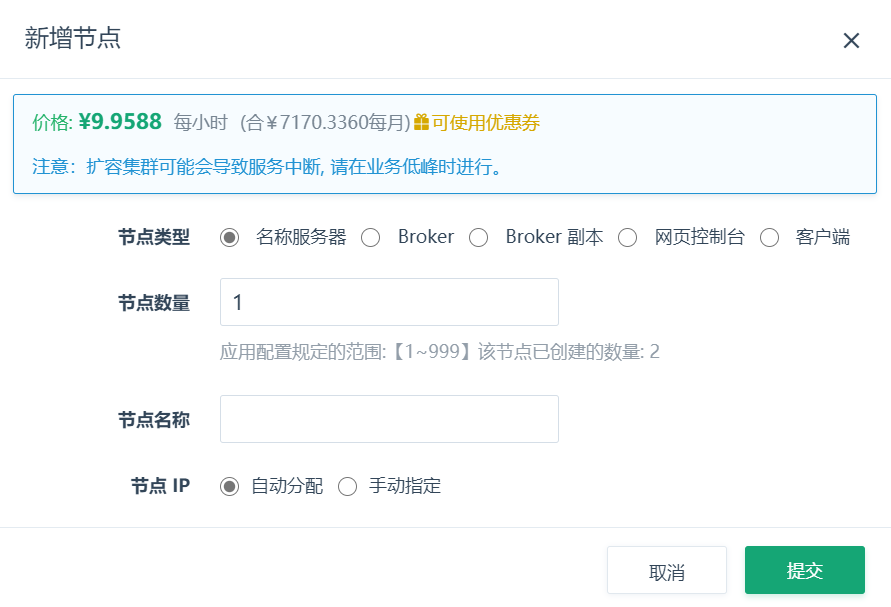 新增节点
价格: ¥9.9588 每小时 (合￥7170.3360每月) 可使用优惠券
注意：扩容集群可能会导致服务中断, 请在业务低峰时进行。
节点类型 名称服务器 Broker Broker 副本 网页控制台 客户端
节点数量 1
应用配置规定的范围:【1~999】该节点已创建的数量: 2
节点名称
节点 IP 自动分配 手动指定
取消 提交